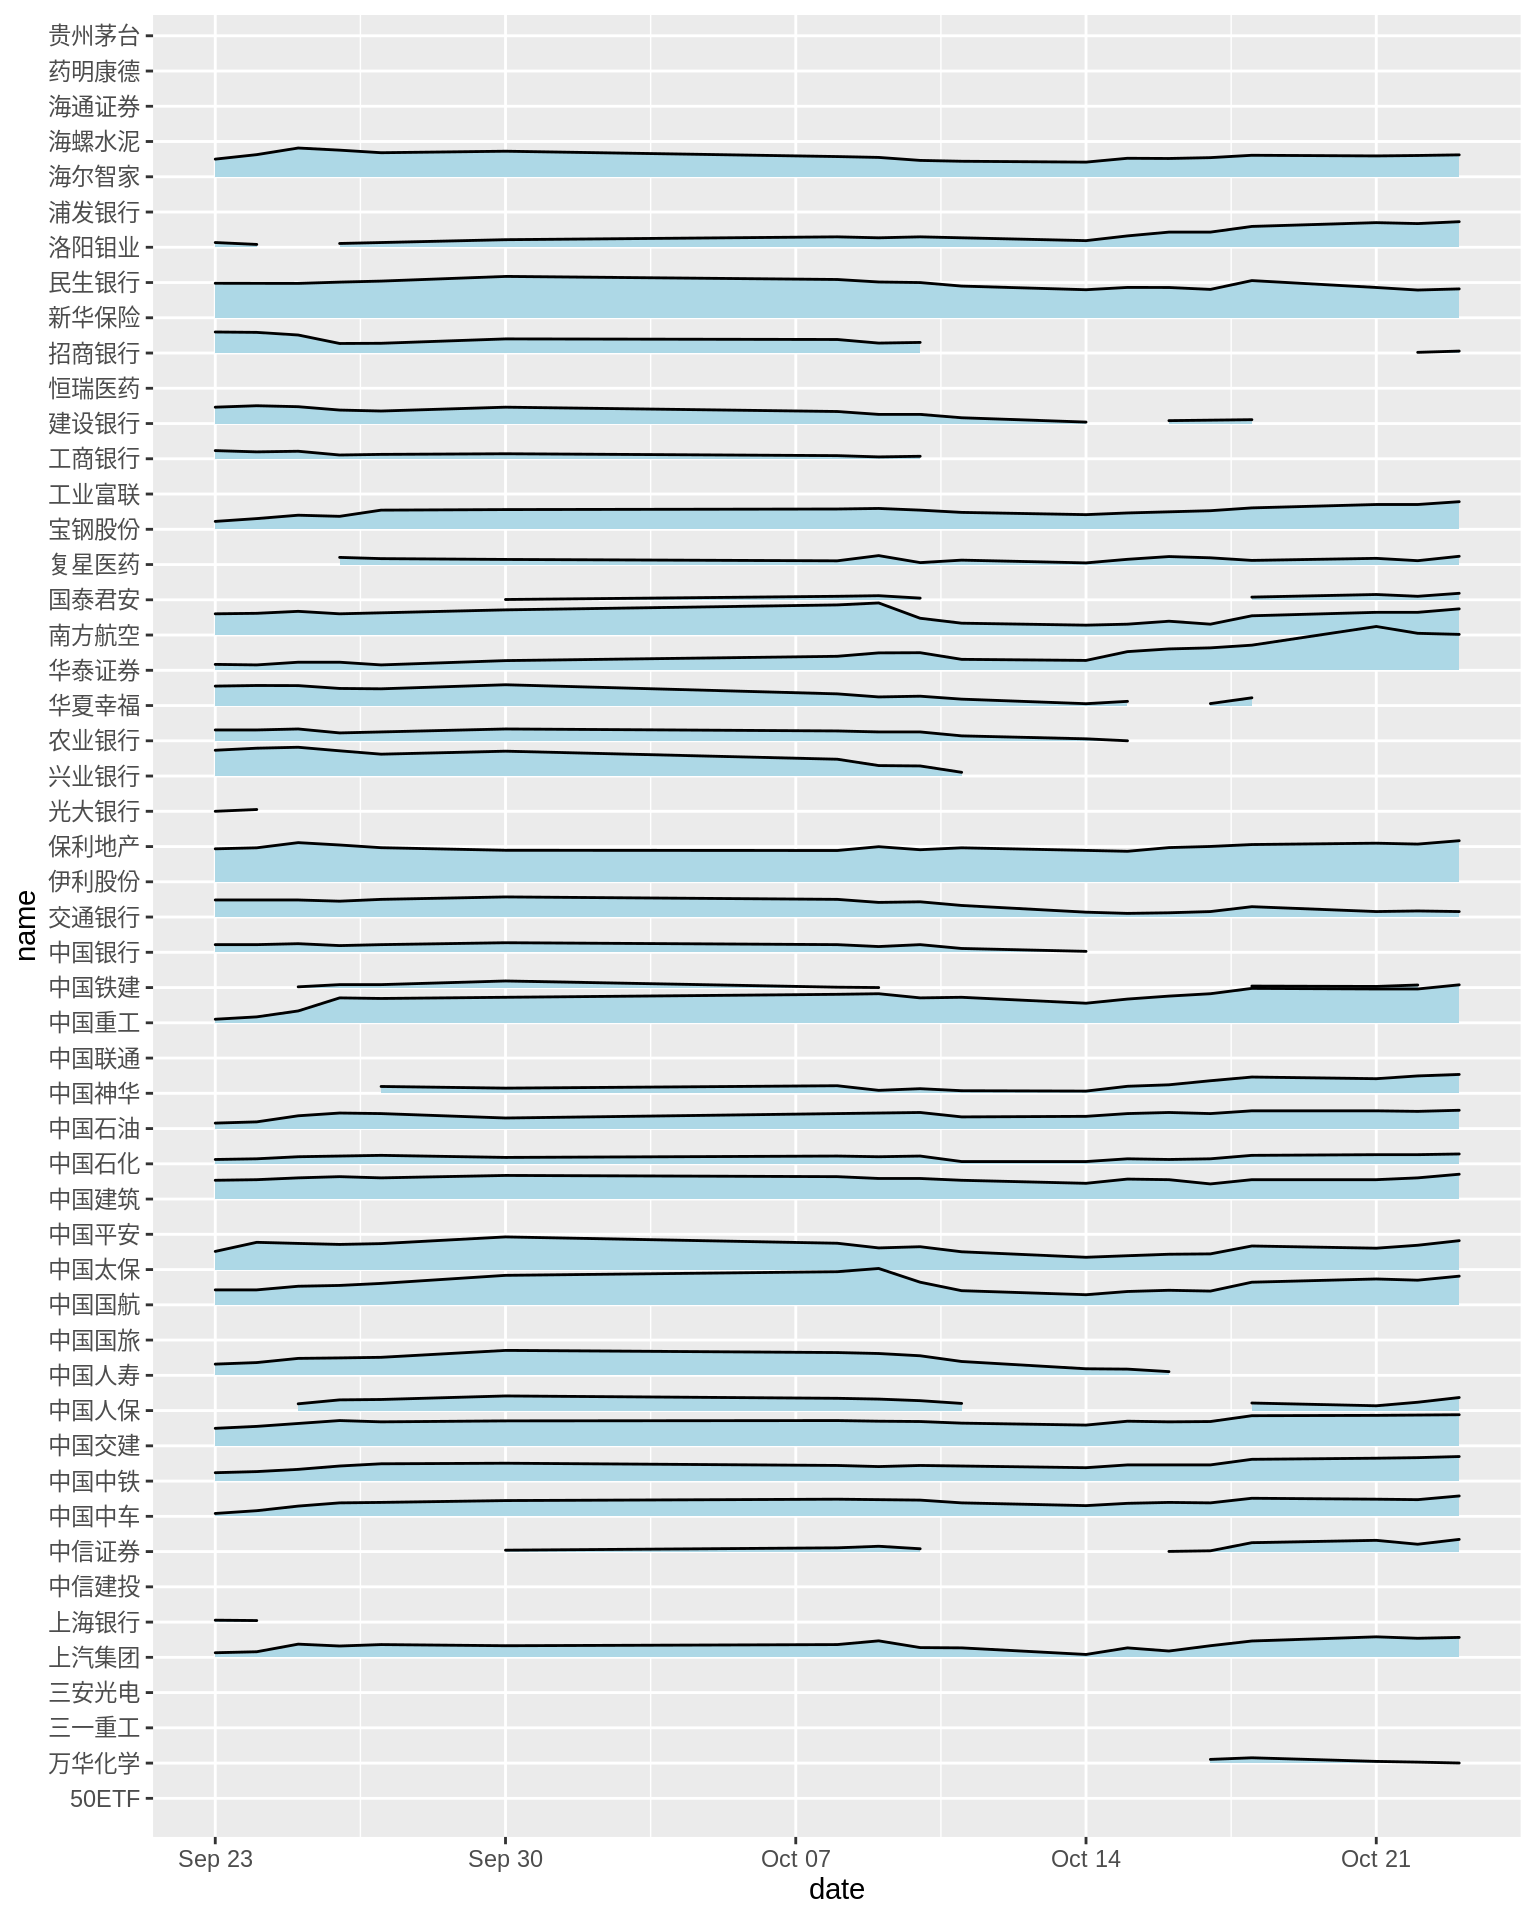 贵州茅台
药明康德
海通证券
海螺水泥
海尔智家
浦发银行
洛阳钼业
民生银行
新华保险
招商银行
恒瑞医药
建设银行
工商银行
工业富联
宝钢股份
复星医药
国泰君安
南方航空
华泰证券
华夏幸福
农业银行
兴业银行
光大银行
保利地产
伊利股份
交通银行
中国银行
中国铁建
中国重工
中国联通
中国神华
中国石油
中国石化
中国建筑
中国平安
中国太保
中国国航
中国国旅
中国人寿
中国人保
中国交建
中国中铁
中国中车
中信证券
中信建投
上海银行
上汽集团
三安光电
三一重工
万华化学
50ETF
name
Sep 23 Sep 30 Oct 07 Oct 14 Oct 21
date